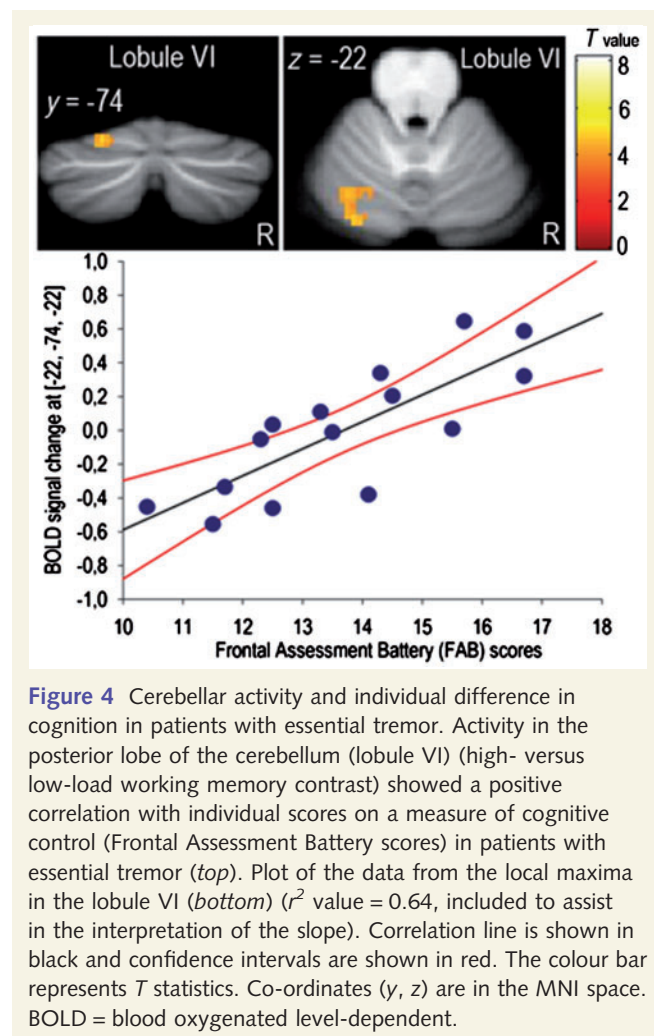 Lobule VI
y = -74
R
z = -22
Lobule VI
R
T value
8
6
4
2
0
BOLD signal change at [-22, -74, -22]
1,0
0,8
0,6
0,4
0,2
0,0
-0,2
-0,4
-0,6
-0,8
-1,0
10 11 12 13 14 15 16 17 18
Frontal Assessment Battery (FAB) scores
Figure 4 Cerebellar activity and individual difference in
cognition in patients with essential tremor. Activity in the
posterior lobe of the cerebellum (lobule VI) (high- versus
low-load working memory contrast) showed a positive
correlation with individual scores on a measure of cognitive
control (Frontal Assessment Battery scores) in patients with
essential tremor (top). Plot of the data from the local maxima
in the lobule VI (bottom) (r² value = 0.64, included to assist
in the interpretation of the slope). Correlation line is shown in
black and confidence intervals are shown in red. The colour bar
represents T statistics. Co-ordinates (y, z) are in the MNI space.
BOLD = blood oxygenated level-dependent.